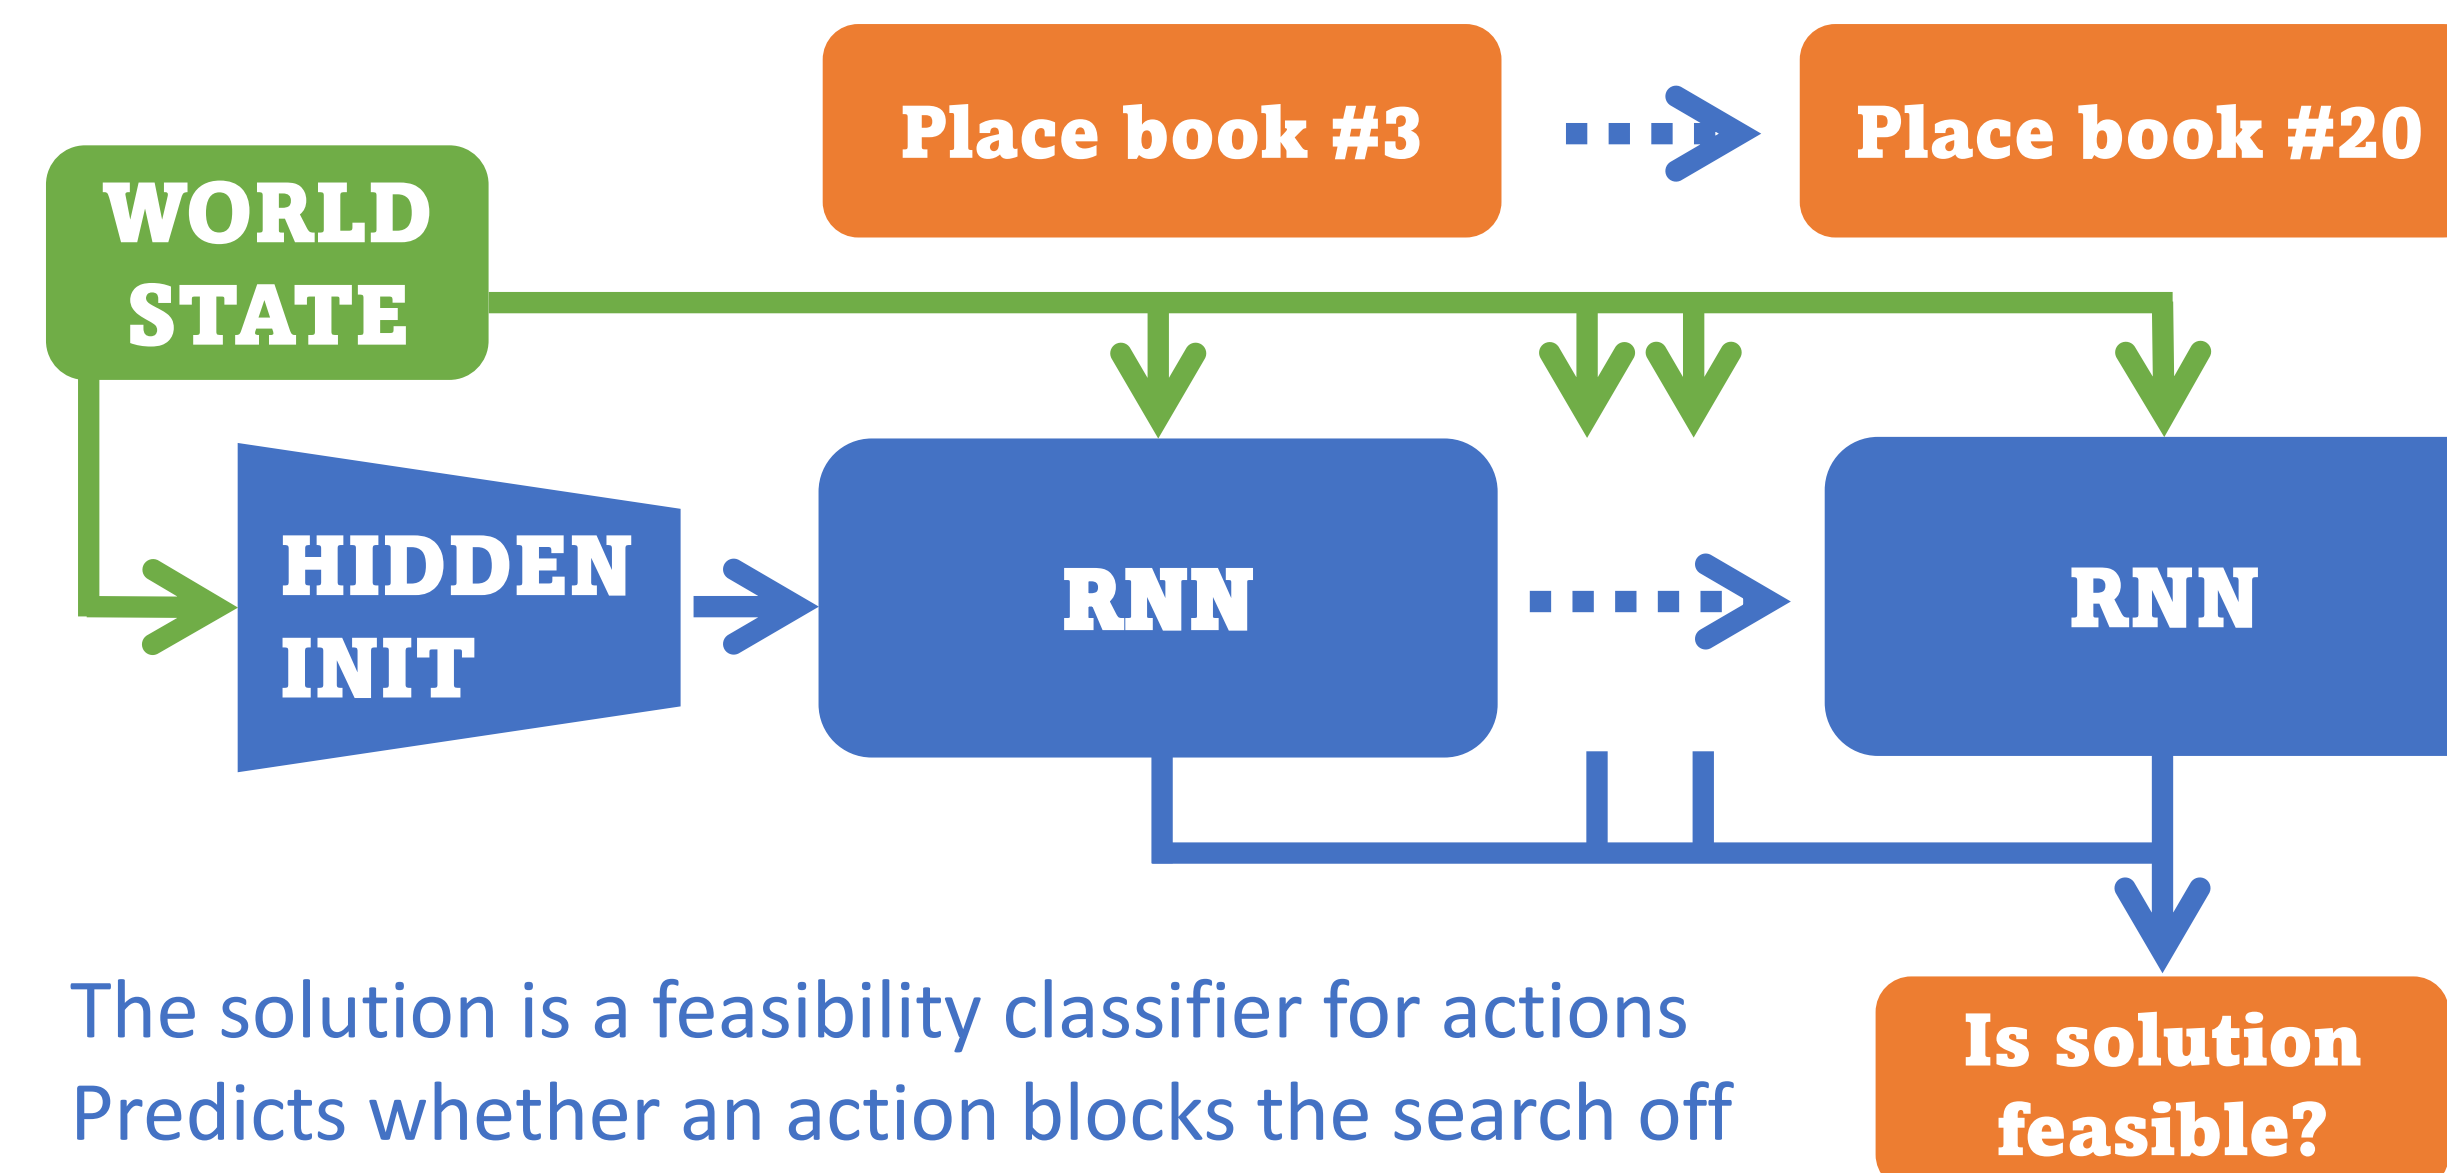 Place book #3
Place book #20
WORLD
STATE
HIDDEN
INIT
RNN
RNN
The solution is a feasibility classifier for actions
Predicts whether an action blocks the search off
Is solution
feasible?